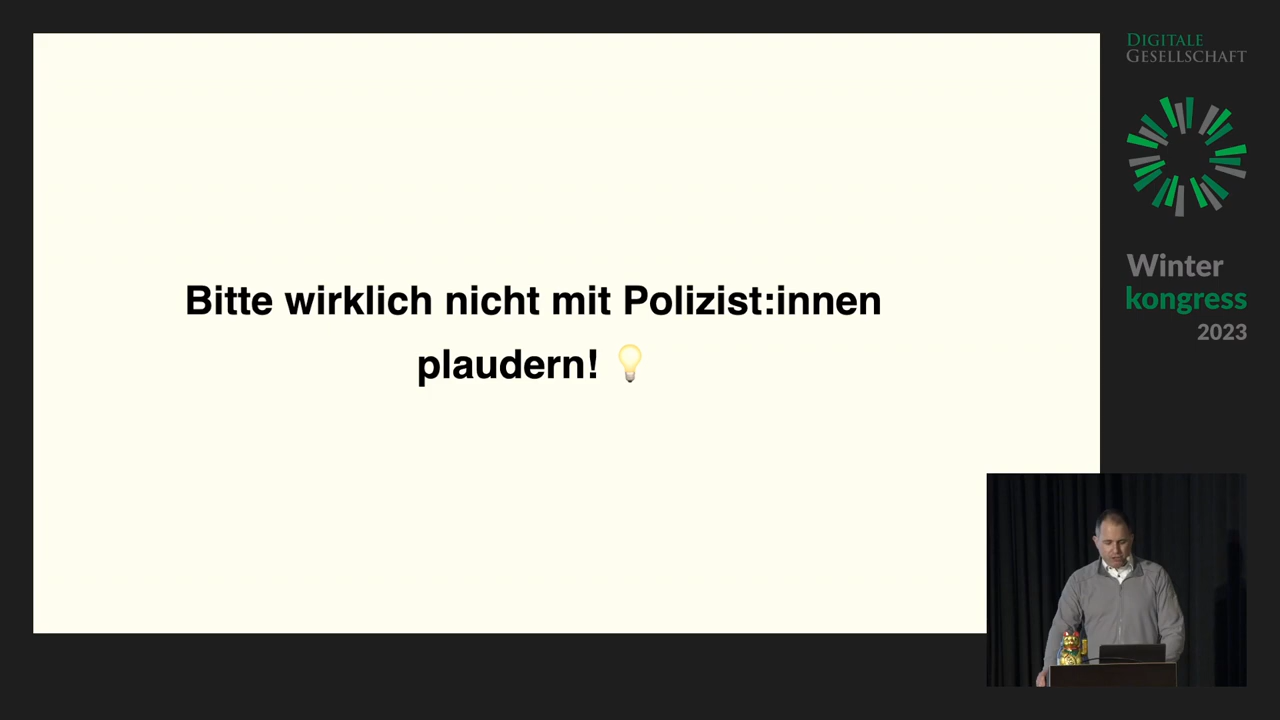 Bitte wirklich nicht mit Polizist:innen
plaudern! 💡
DIGITALE
GESELLSCHAFT
Winter
kongress
2023